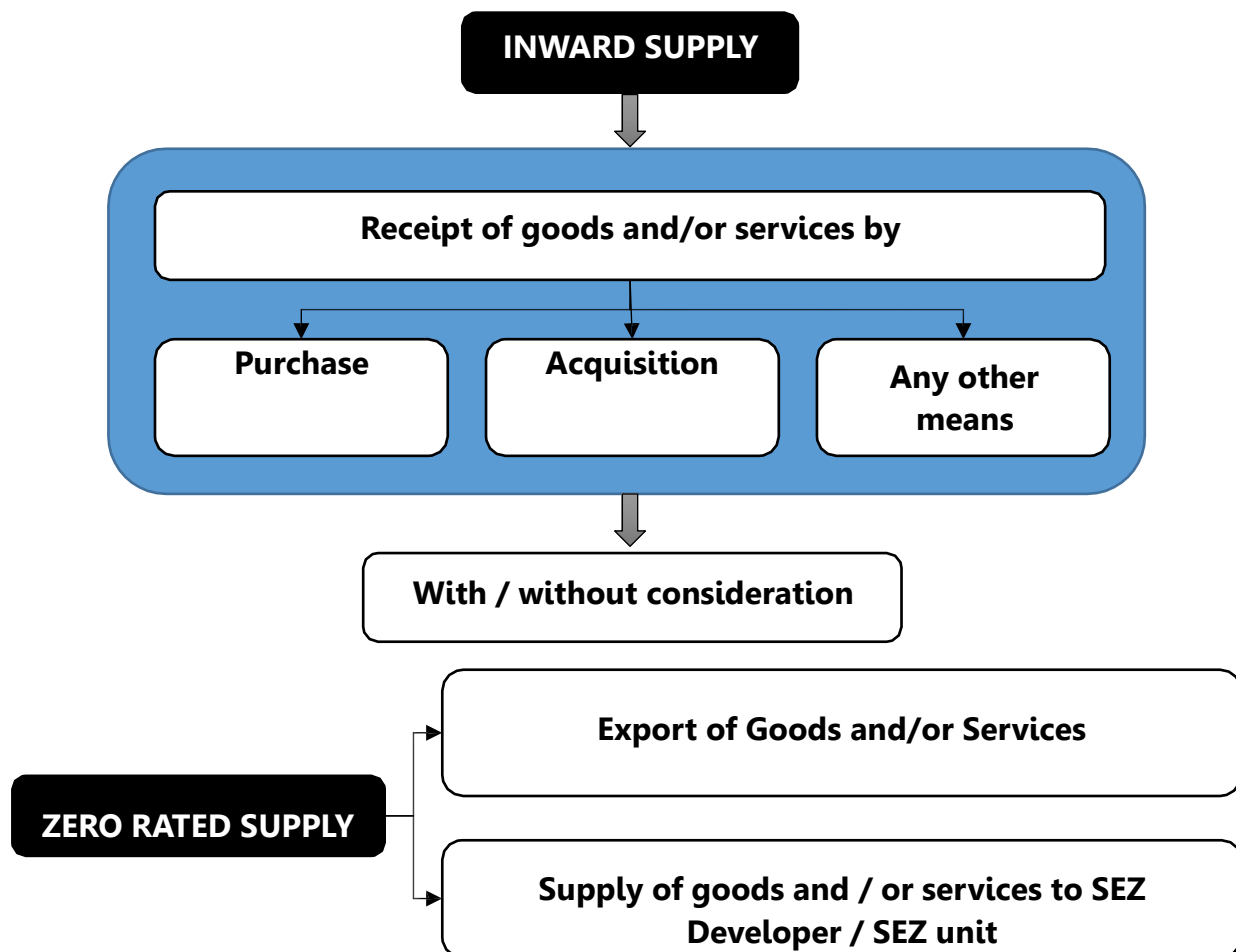 INWARD SUPPLY
Receipt of goods and/or services by
Purchase
Acquisition
Any other
means
With / without consideration
Export of Goods and/or Services
ZERO RATED SUPPLY
Supply of goods and / or services to SEZ
Developer / SEZ unit